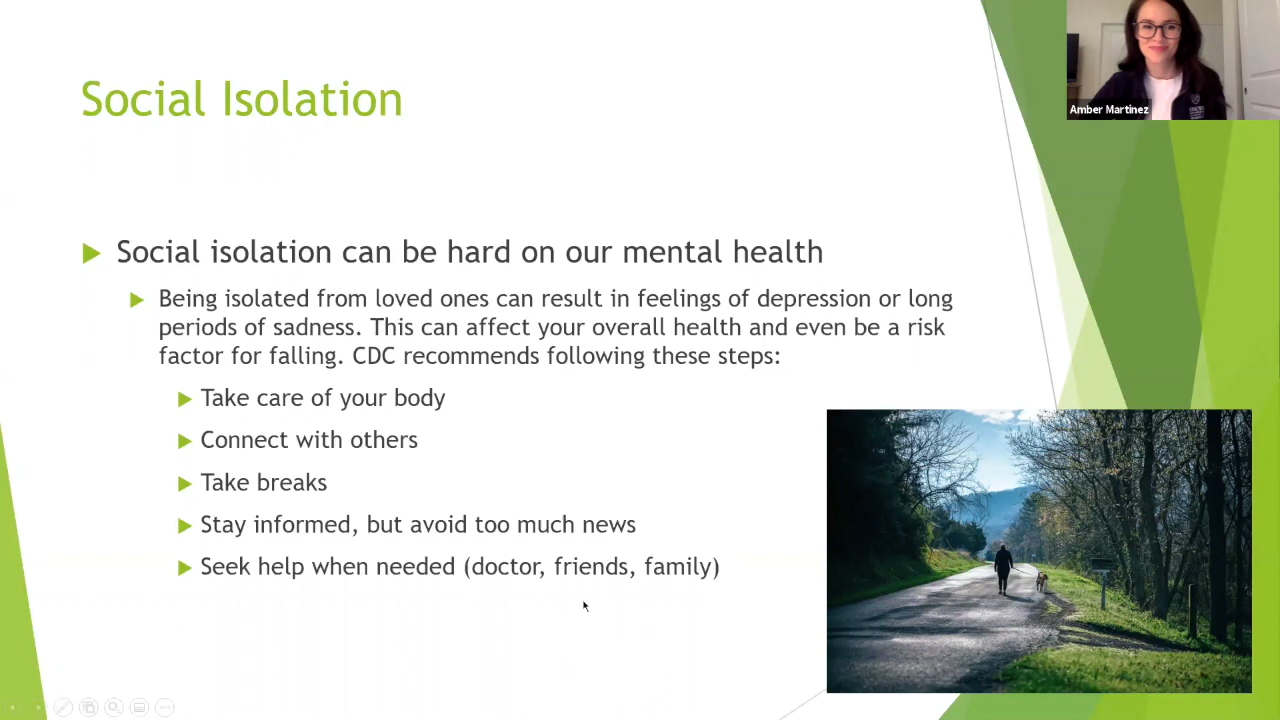 Social Isolation
Amber Martinez
Social isolation can be hard on our mental health
Being isolated from loved ones can result in feelings of depression or long
periods of sadness. This can affect your overall health and even be a risk
factor for falling. CDC recommends following these steps:
Take care of your body
Connect with others
Take breaks
Stay informed, but avoid too much news
Seek help when needed (doctor, friends, family)